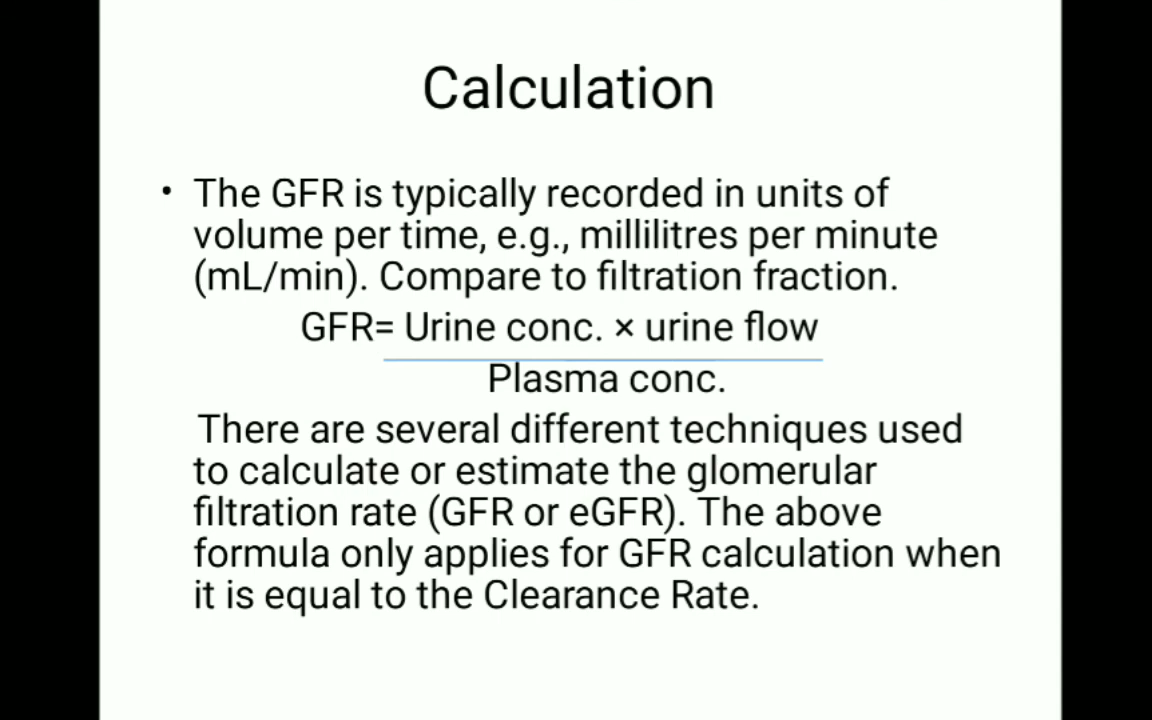 Calculation
• The GFR is typically recorded in units of
volume per time, e.g., millilitres per minute
(mL/min). Compare to filtration fraction.
GFR= Urine conc. × urine flow
Plasma conc.
There are several different techniques used
to calculate or estimate the glomerular
filtration rate (GFR or eGFR). The above
formula only applies for GFR calculation when
it is equal to the Clearance Rate.